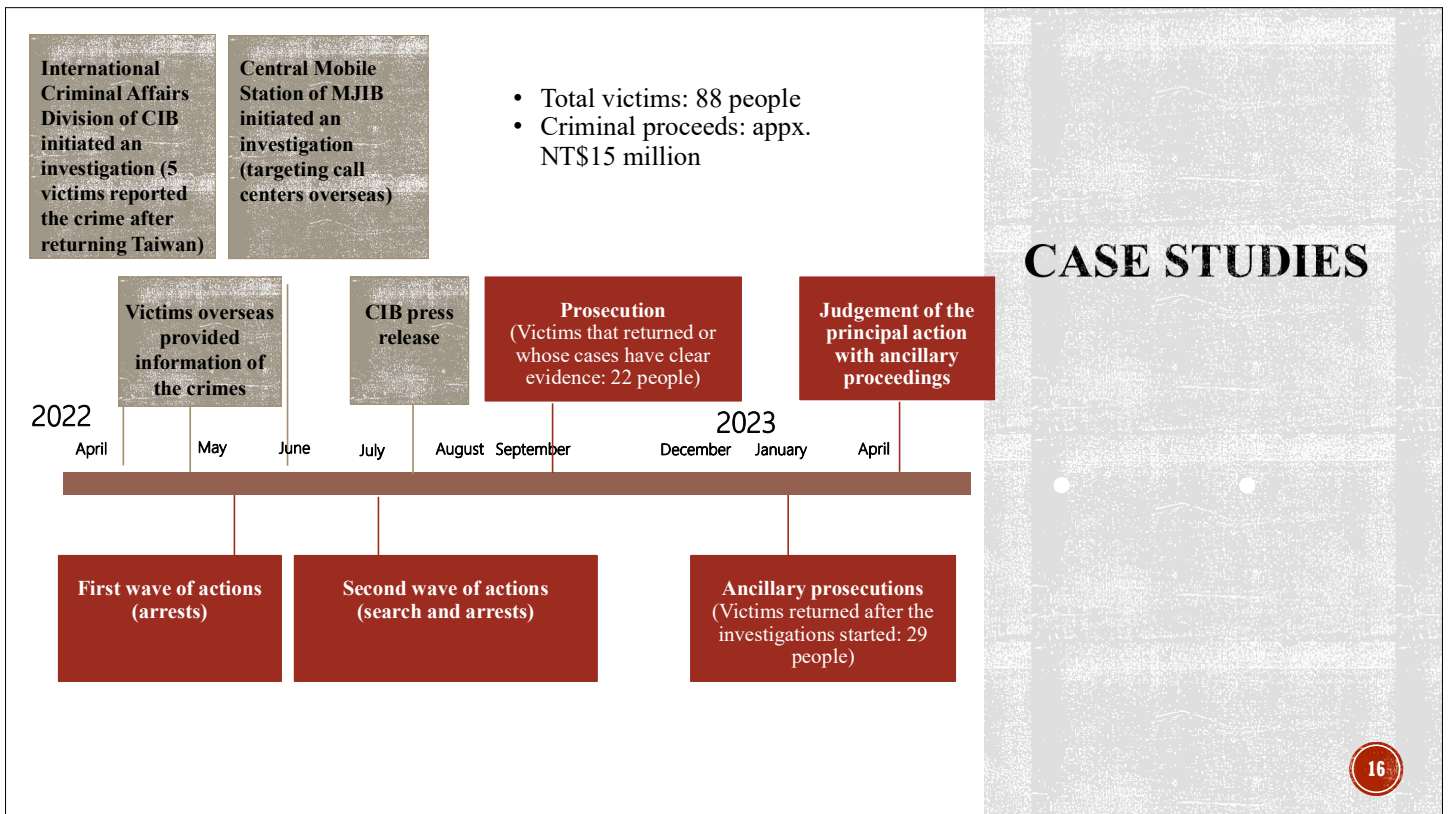 International
Criminal Affairs
Division of CIB
initiated an
investigation (5
victims reported
the crime after
returning Taiwan)
Central Mobile
Station of MJIB
initiated an
investigation
(targeting call
centers overseas)
• Total victims: 88 people
• Criminal proceeds: appx.
NT$15 million
CASE STUDIES
Victims overseas
provided
information of
the crimes
CIB press
release
Prosecution
(Victims that returned or
whose cases have clear
evidence: 22 people)
Judgement of the
principal action
with ancillary
proceedings
2022
2023
April
May
June
July
August
September
December
January
April
First wave of actions
(arrests)
Second wave of actions
(search and arrests)
Ancillary prosecutions
(Victims returned after the
investigations started: 29
people)
16